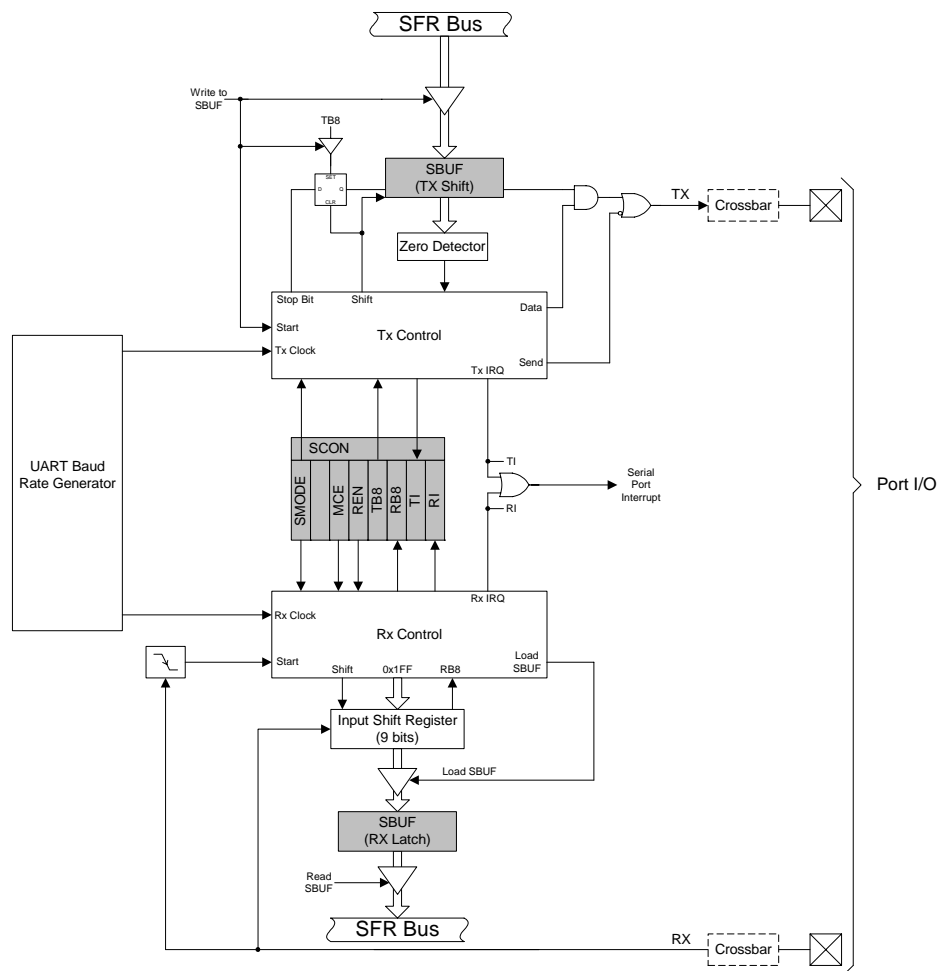 SFR Bus
Write to
SBUF
TB8
SBUF
(TX Shift)
SET
D
Q
CLR
TX
Crossbar
Zero Detector
Stop Bit
Shift
Data
Start
Tx Control
Tx Clock
Send
Tx IRQ
UART Baud
Rate Generator
SCON
SMODE
MCE
REN
TB8
RB8
TI
RI
TI
RI
Serial
Port
Interrupt
Port I/O
Rx IRQ
Rx Clock
Rx Control
Start
Load
SBUF
Shift
0x1FF
RB8
Input Shift Register
(9 bits)
Load SBUF
SBUF
(RX Latch)
Read
SBUF
SFR Bus
RX
Crossbar